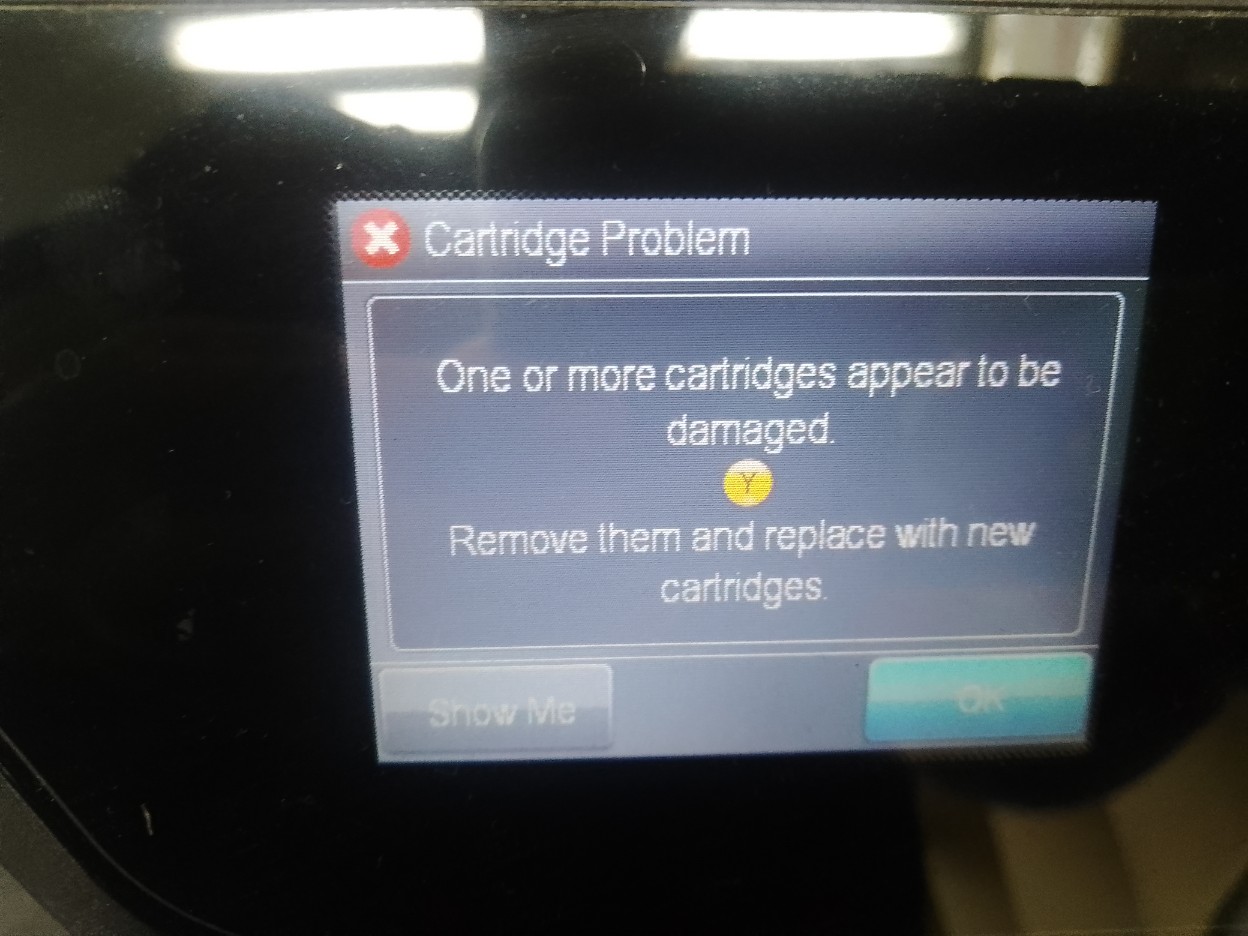 Cartridge Problem
One or more cartridges appear to be
damaged.
Y
Remove them and replace with new
cartridges.
Show Me
OK